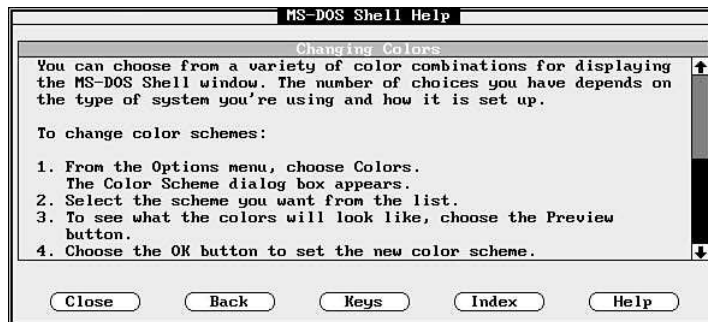 MS-DOS Shell Help
Changing Colors
You can choose from a variety of color combinations for displaying
the MS-DOS Shell window. The number of choices you have depends on
the type of system you're using and how it is set up.
To change color schemes:
1. From the Options menu, choose Colors.
The Color Scheme dialog box appears.
2. Select the scheme you want from the list.
3. To see what the colors will look like, choose the Preview
button.
4. Choose the OK button to set the new color scheme.
Close Back Keys Index Help